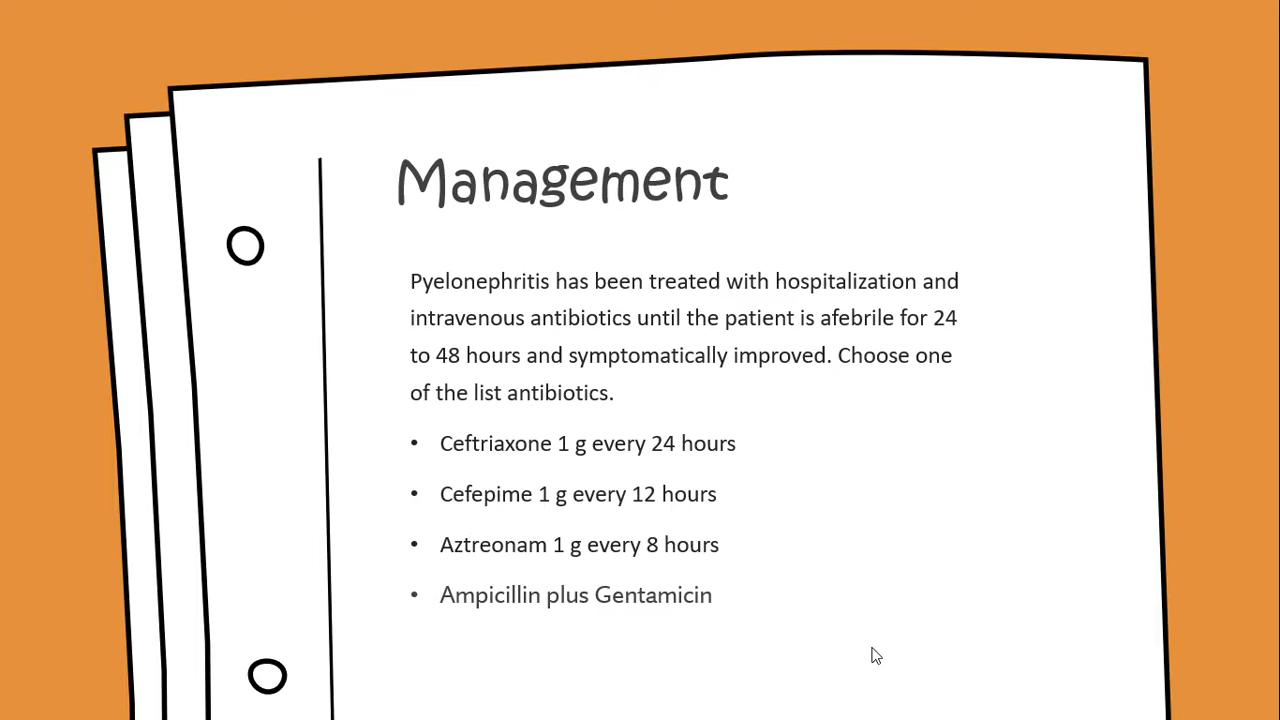 Management
Pyelonephritis has been treated with hospitalization and
intravenous antibiotics until the patient is afebrile for 24
to 48 hours and symptomatically improved. Choose one
of the list antibiotics.
• Ceftriaxone 1 g every 24 hours
• Cefepime 1 g every 12 hours
• Aztreonam 1 g every 8 hours
• Ampicillin plus Gentamicin